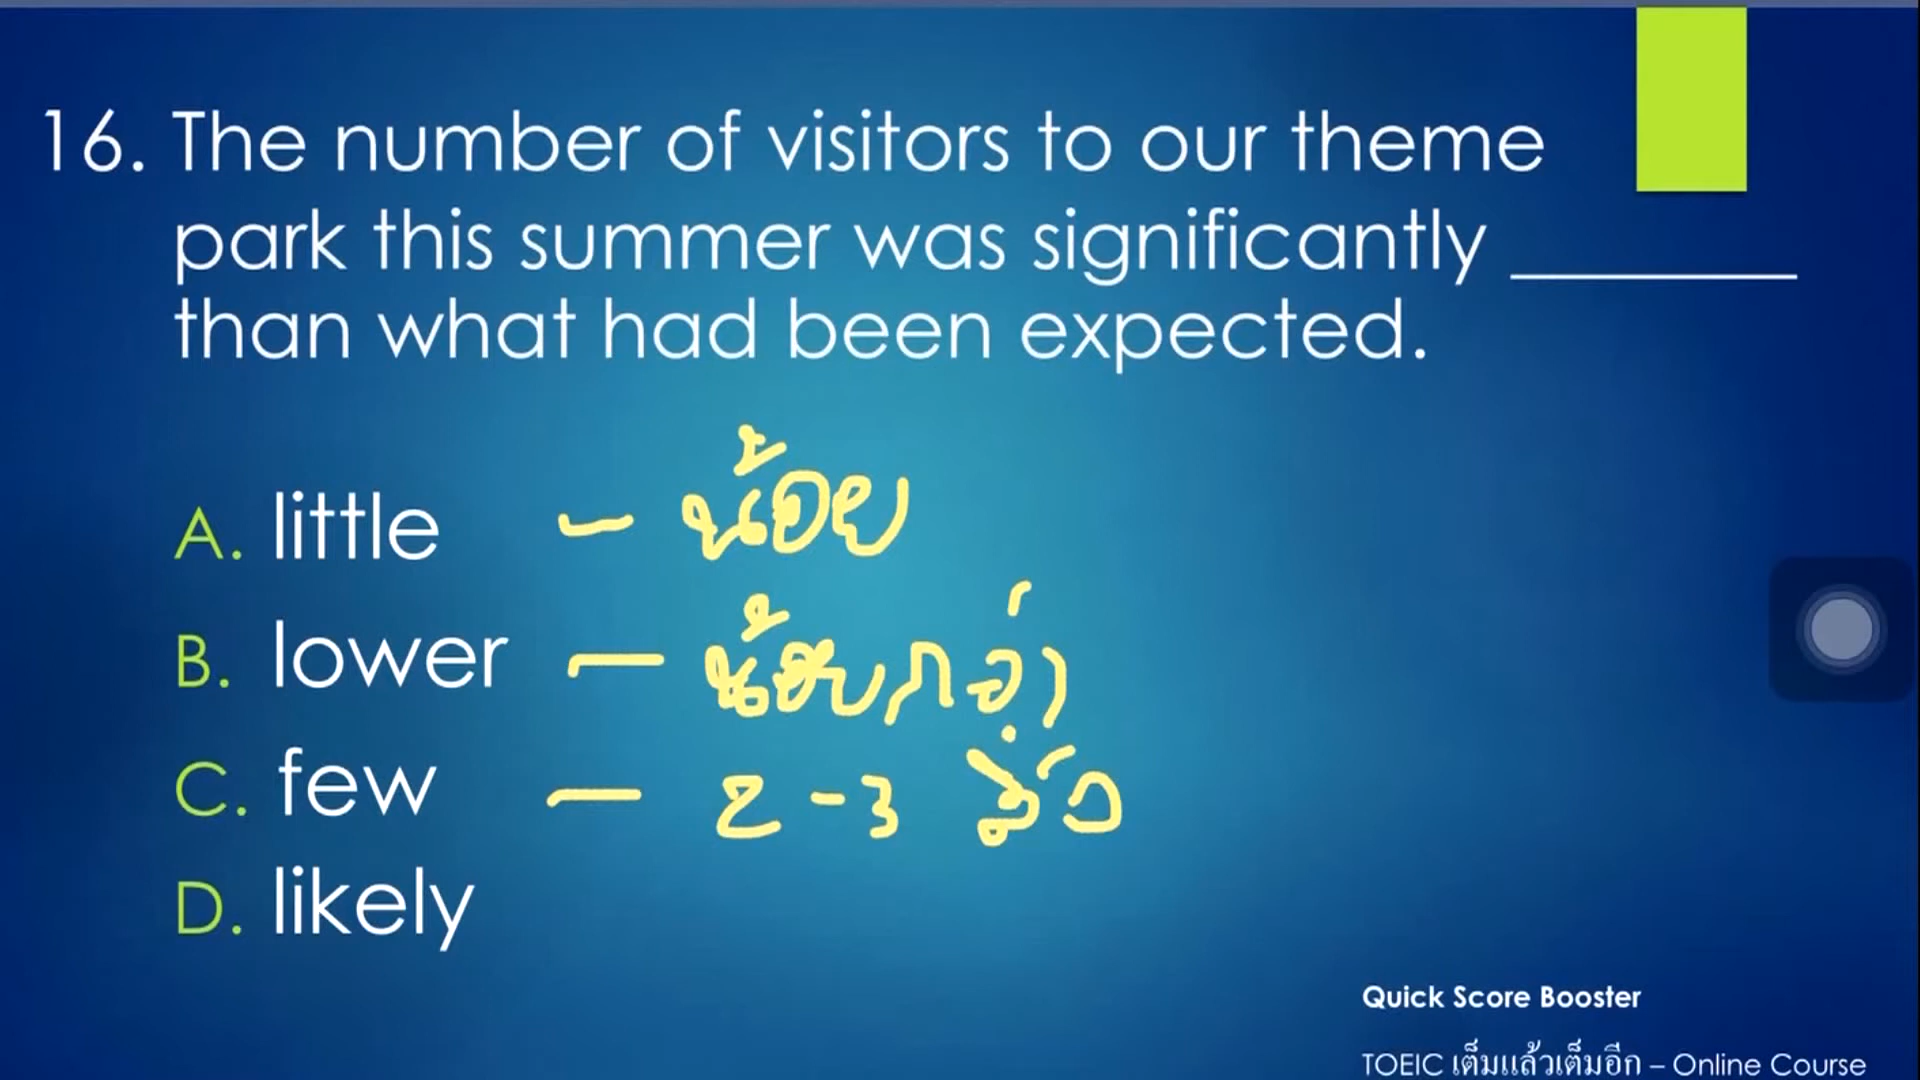 16. The number of visitors to our theme
park this summer was significantly ________
than what had been expected.
A. little – น้อย
B. lower – น้อยกว่า
C. few – 2-3
D. likely
Quick Score Booster
TOEIC เต็มแล้วเต็มอีก – Online Course